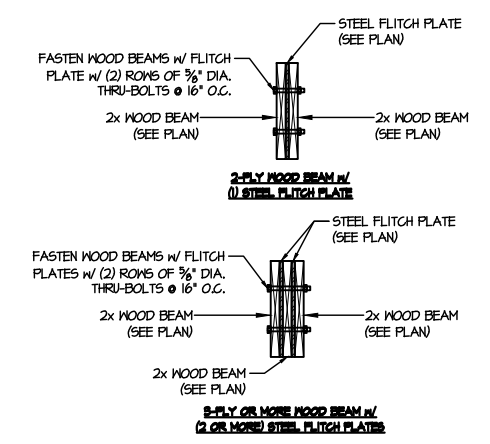 STEEL FLITCH PLATE
(SEE PLAN)
FASTEN WOOD BEAMS w/ FLITCH
PLATE w/ (2) ROWS OF 5/8" DIA.
THRU-BOLTS @ 16" O.C.
2x WOOD BEAM
(SEE PLAN)
2x WOOD BEAM
(SEE PLAN)
2-PLY WOOD BEAM w/
(1) STEEL FLITCH PLATE
STEEL FLITCH PLATE
(SEE PLAN)
FASTEN WOOD BEAMS w/ FLITCH
PLATES w/ (2) ROWS OF 5/8" DIA.
THRU-BOLTS @ 16" O.C.
2x WOOD BEAM
(SEE PLAN)
2x WOOD BEAM
(SEE PLAN)
2x WOOD BEAM
(SEE PLAN)
3-PLY OR MORE WOOD BEAM w/
(2 OR MORE) STEEL FLITCH PLATES